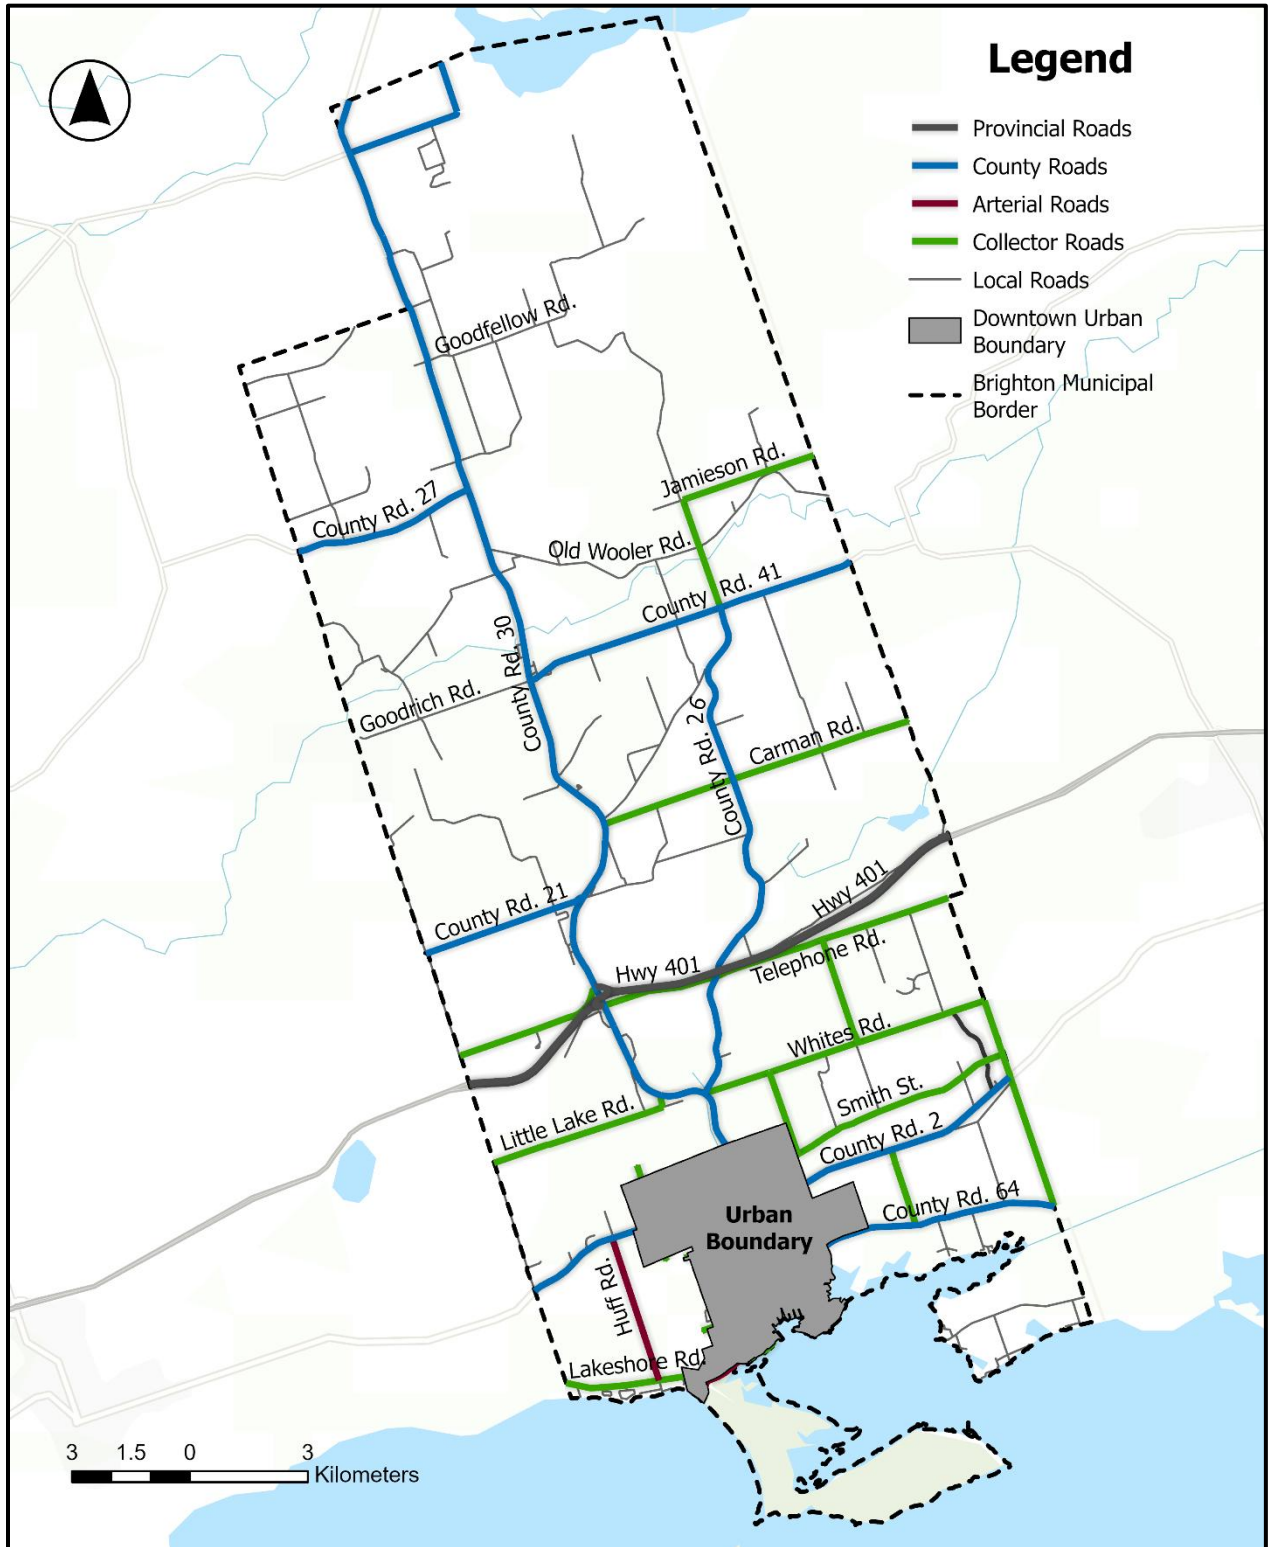 Legend
Provincial Roads
County Roads
Arterial Roads
Collector Roads
Local Roads
Downtown Urban
Boundary
Brighton Municipal
Border
Goodfellow Rd.
Jamieson Rd.
County Rd. 27
Old Wooler Rd.
County Rd. 41
County Rd. 30
Goodrich Rd.
County Rd. 26
Carman Rd.
County Rd. 21
Hwy 401
Hwy 401
Telephone Rd.
Whites Rd.
Smith St.
Little Lake Rd.
County Rd. 2
County Rd. 64
Urban
Boundary
Huff Rd.
Lakeshore Rd.
3 1.5 0 3
Kilometers